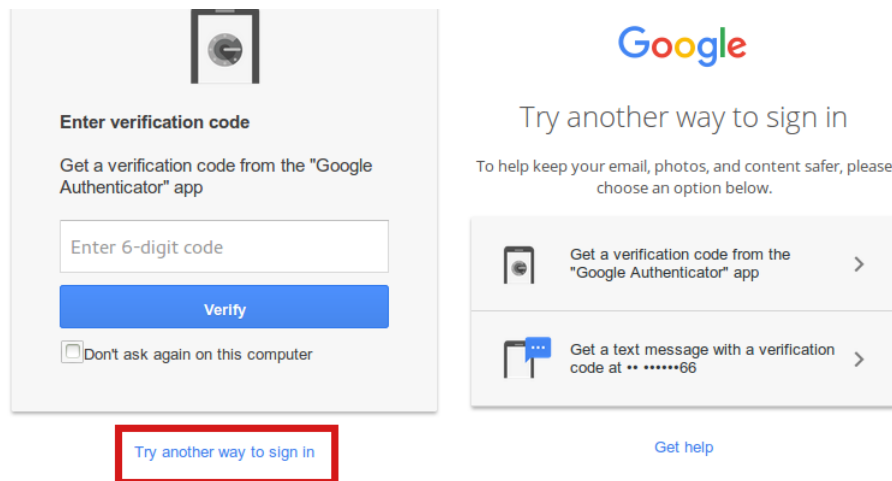 Enter verification code
Get a verification code from the "Google
Authenticator" app
Enter 6-digit code
Verify
Don't ask again on this computer
Try another way to sign in
Google
Try another way to sign in
To help keep your email, photos, and content safer, please
choose an option below.
Get a verification code from the
"Google Authenticator" app
Get a text message with a verification
code at •• ••••••66
Get help